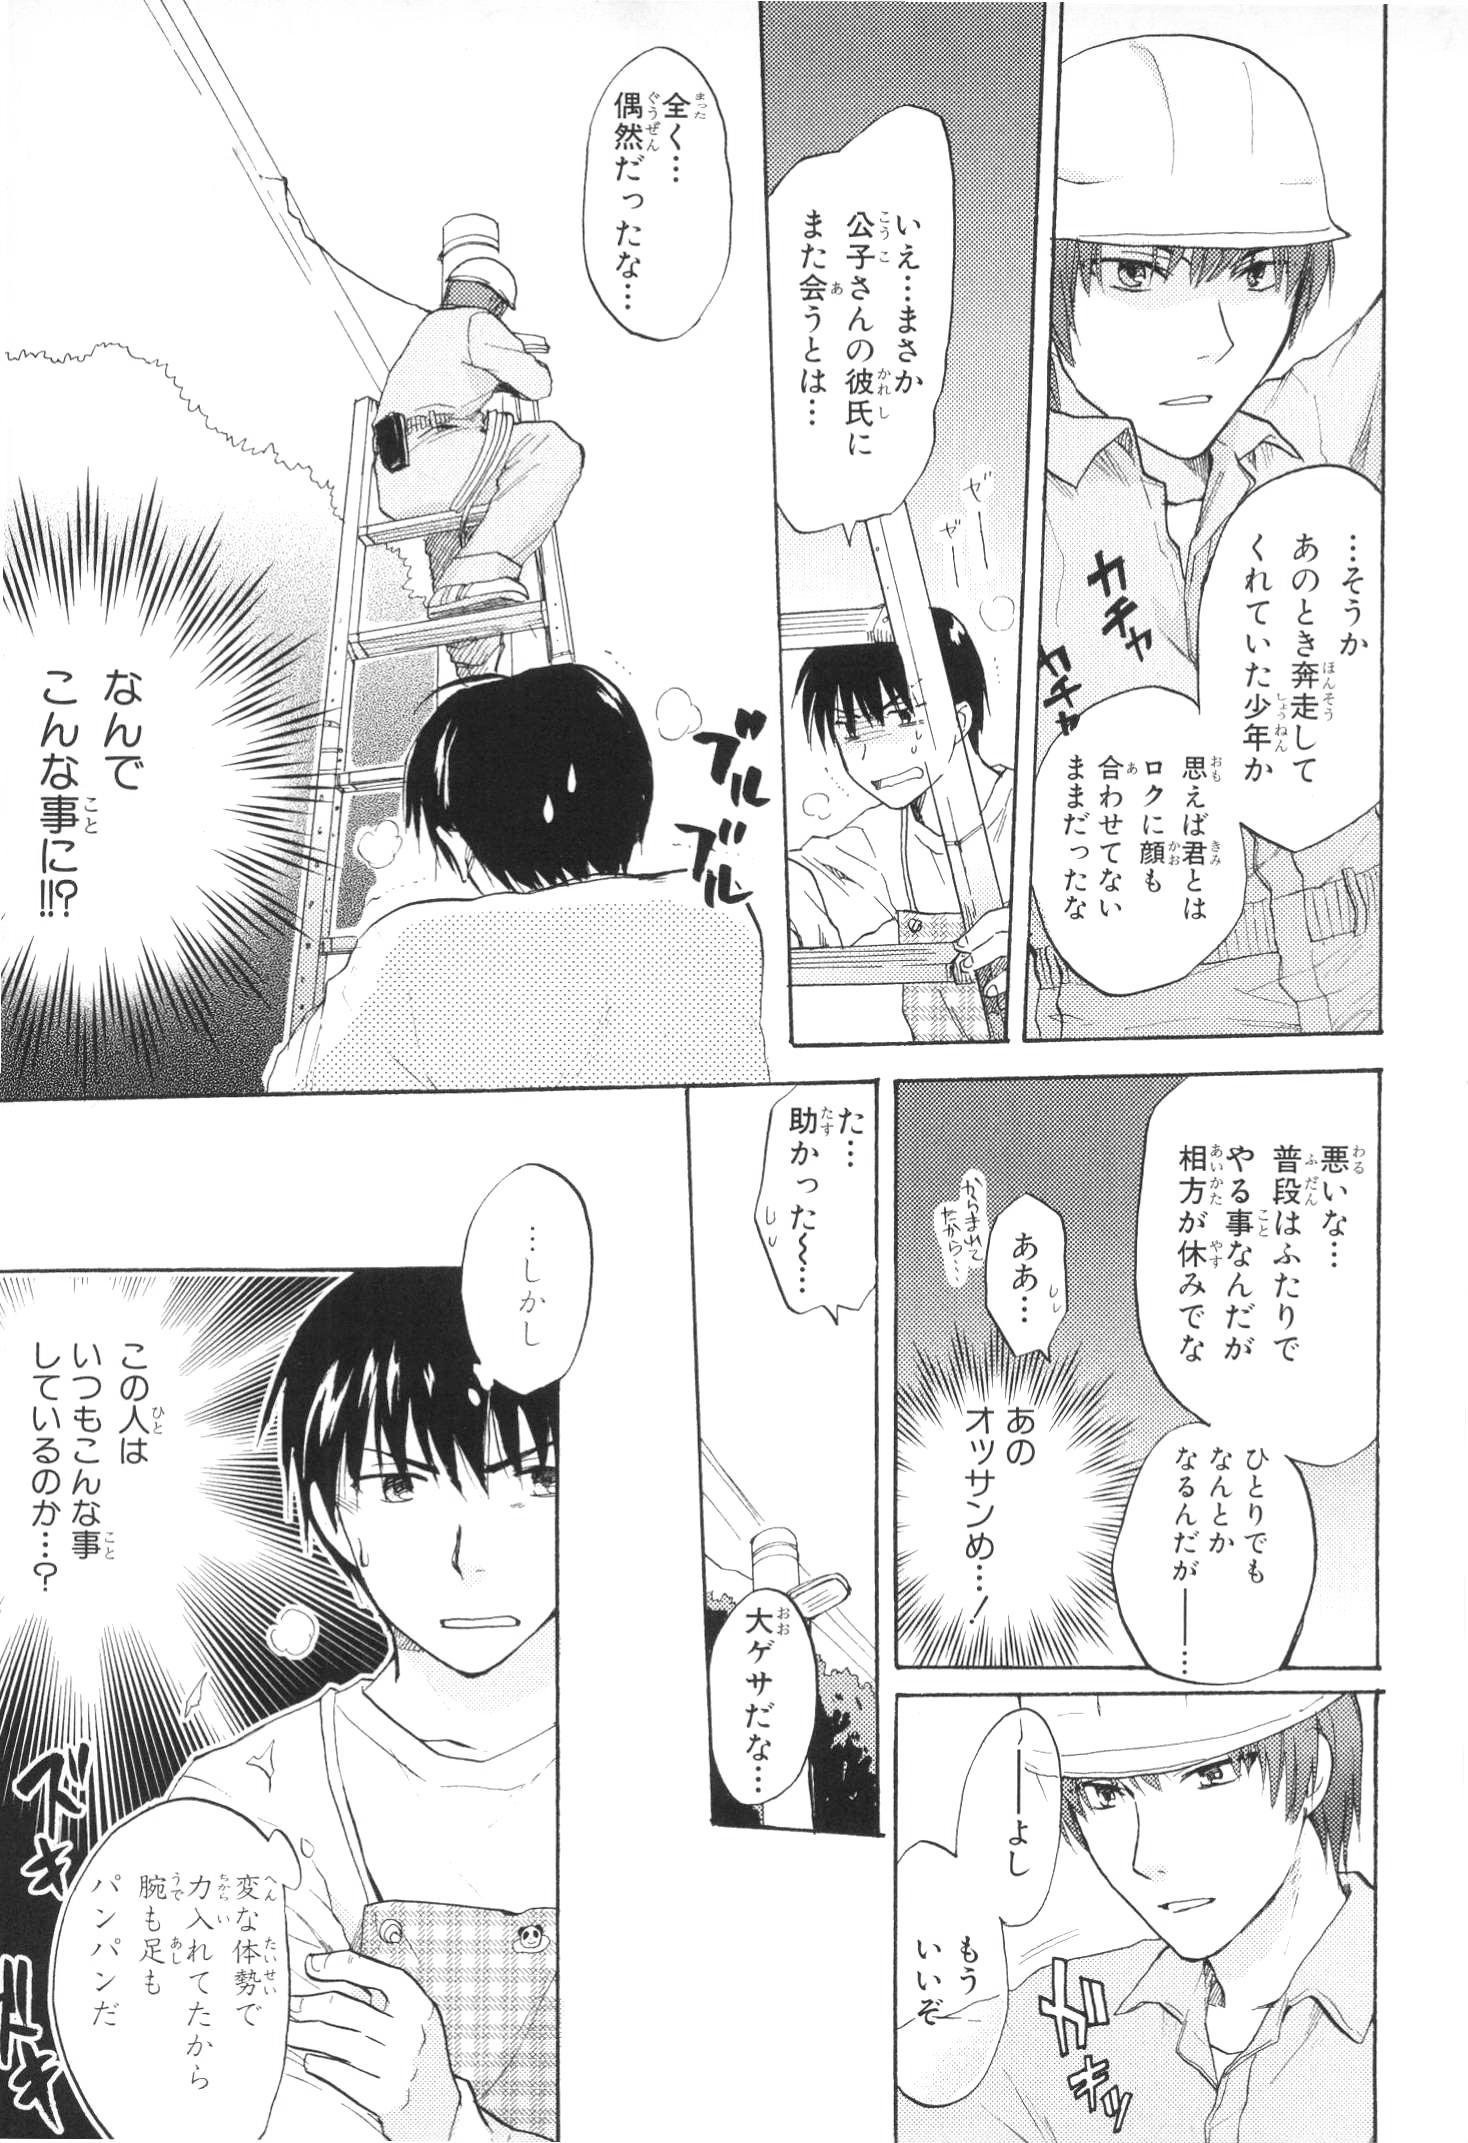 …そうか
あのとき奔走して
くれていた少年か
思えば君とは
ロクに顔も
合わせてない
ままだったな
カチャ
カチャ
いえ…まさか
公子さんの彼氏に
また会うとは…
ゼー
ゼー
全く…
偶然だったな…
ブル
ブル
なんで
こんな事に!!?
悪いな…
普段はふたりで
やる事なんだが
相方が休みでな
ひとりでも
なんとか
なるんだが――…
ああ…
からまれて
たから…
あの
オッサンめ…!
――よし
もう
いいぞ
ガ
キッ
た…
助かった~…
大ゲサだな…
…しかし
この人は
いつもこんな事
しているのか…?
変な体勢で
力入れてたから
腕も足も
パンパンだ
ズ
キ
ズ
キ